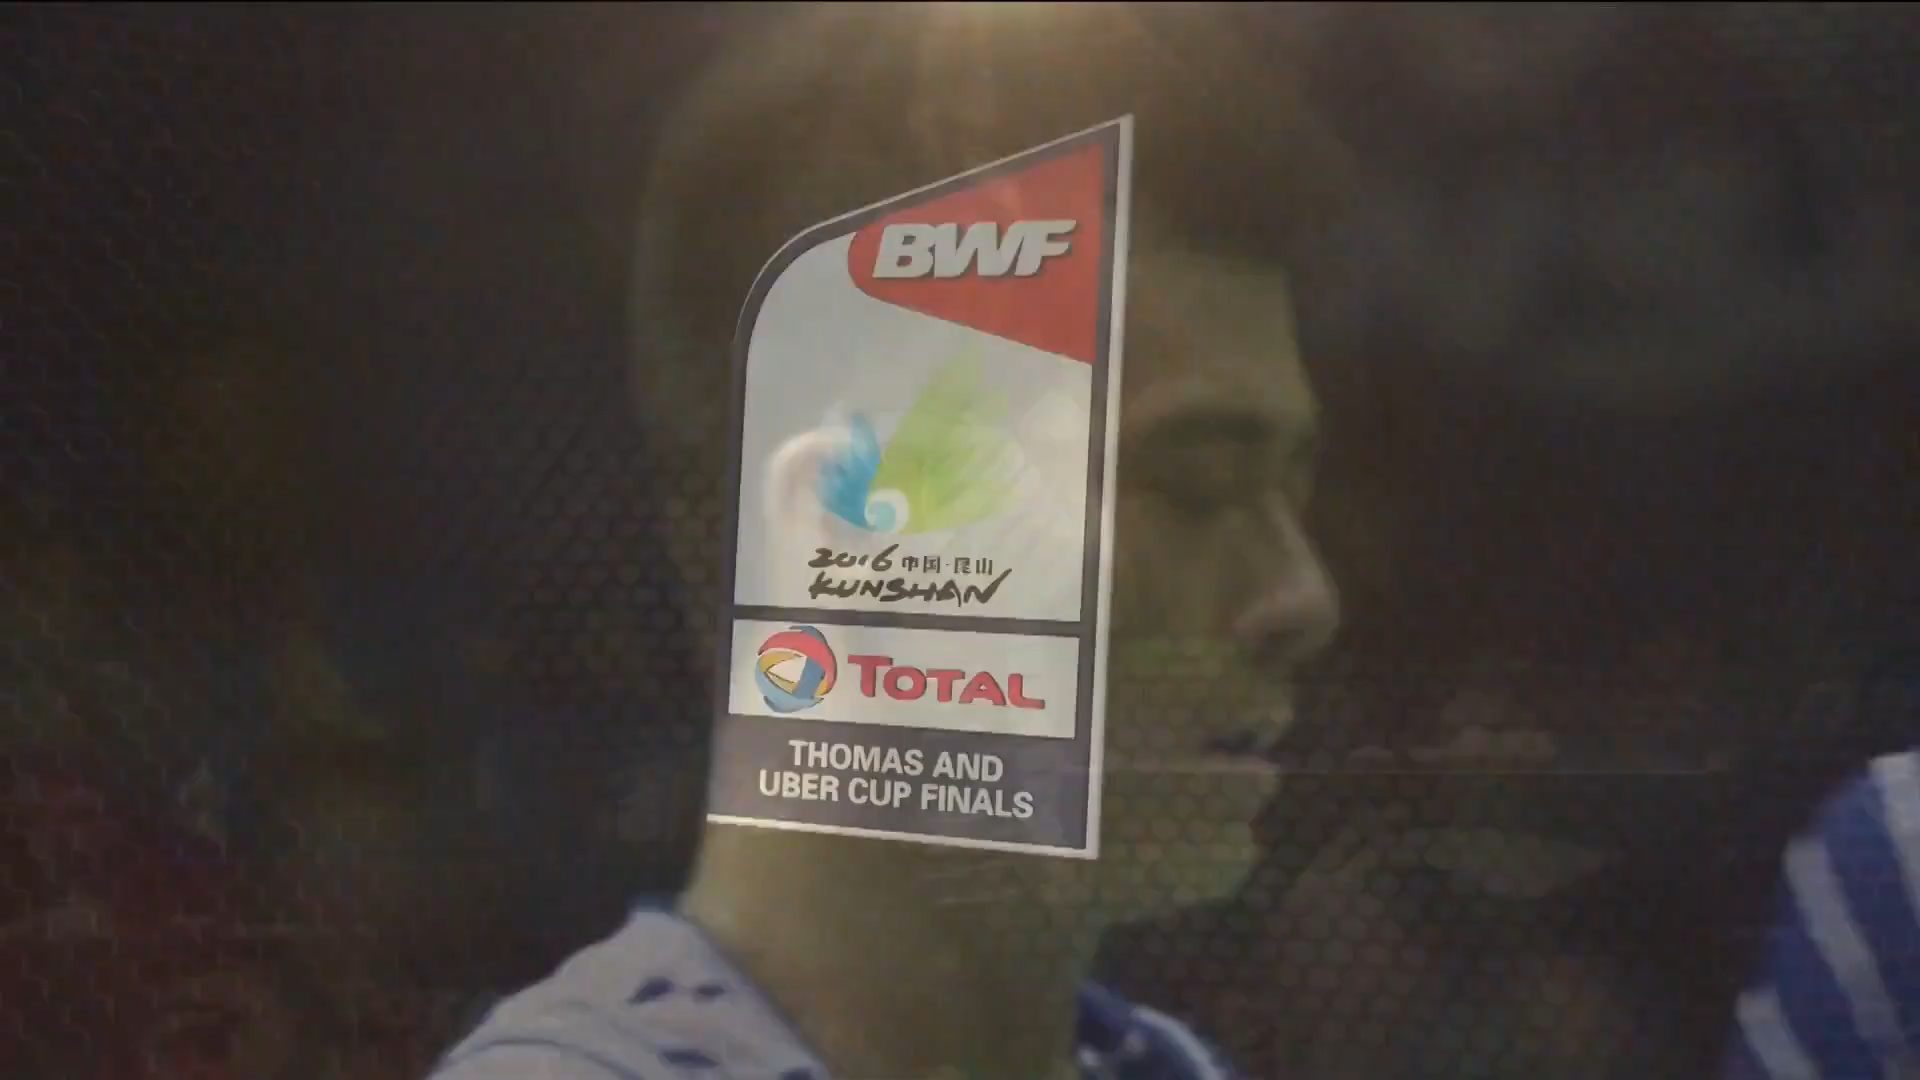 BWF
2016 中国·昆山
KUNSHAN
TOTAL
THOMAS AND
UBER CUP FINALS